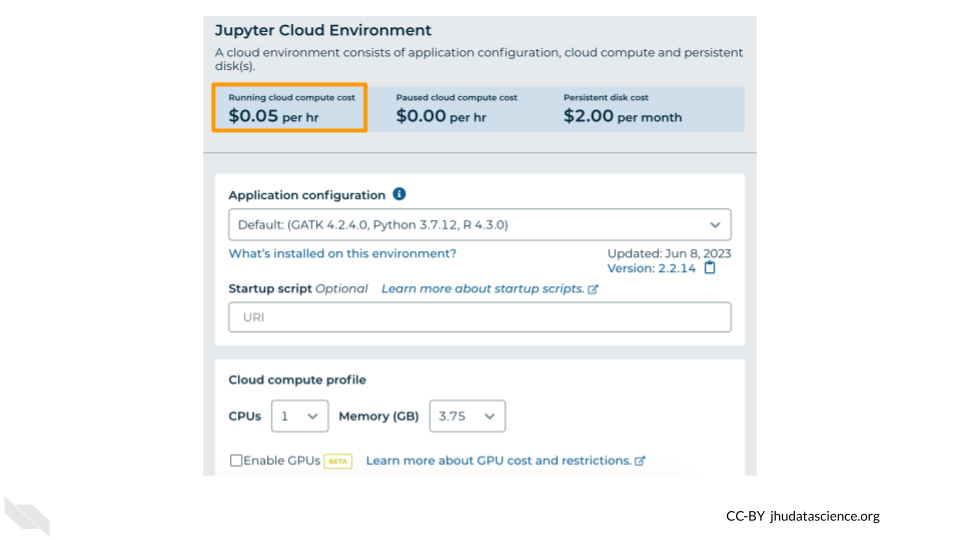 Jupyter Cloud Environment
A cloud environment consists of application configuration, cloud compute and persistent
disk(s).
Running cloud compute cost
$0.05 per hr
Paused cloud compute cost
$0.00 per hr
Persistent disk cost
$2.00 per month
Application configuration
Default: (GATK 4.2.4.0, Python 3.7.12, R 4.3.0)
What's installed on this environment?
Updated: Jun 8, 2023
Version: 2.2.14
Startup script Optional Learn more about startup scripts.
URI
Cloud compute profile
CPUs 1 Memory (GB) 3.75
Enable GPUs BETA Learn more about GPU cost and restrictions.
CC-BY jhudatascience.org